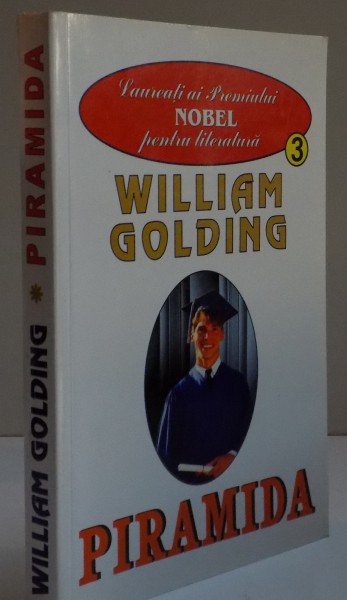 Laureați ai Premiului
NOBEL
pentru literatură
3
WILLIAM
GOLDING
PIRAMIDA
WILLIAM GOLDING * PIRAMIDA